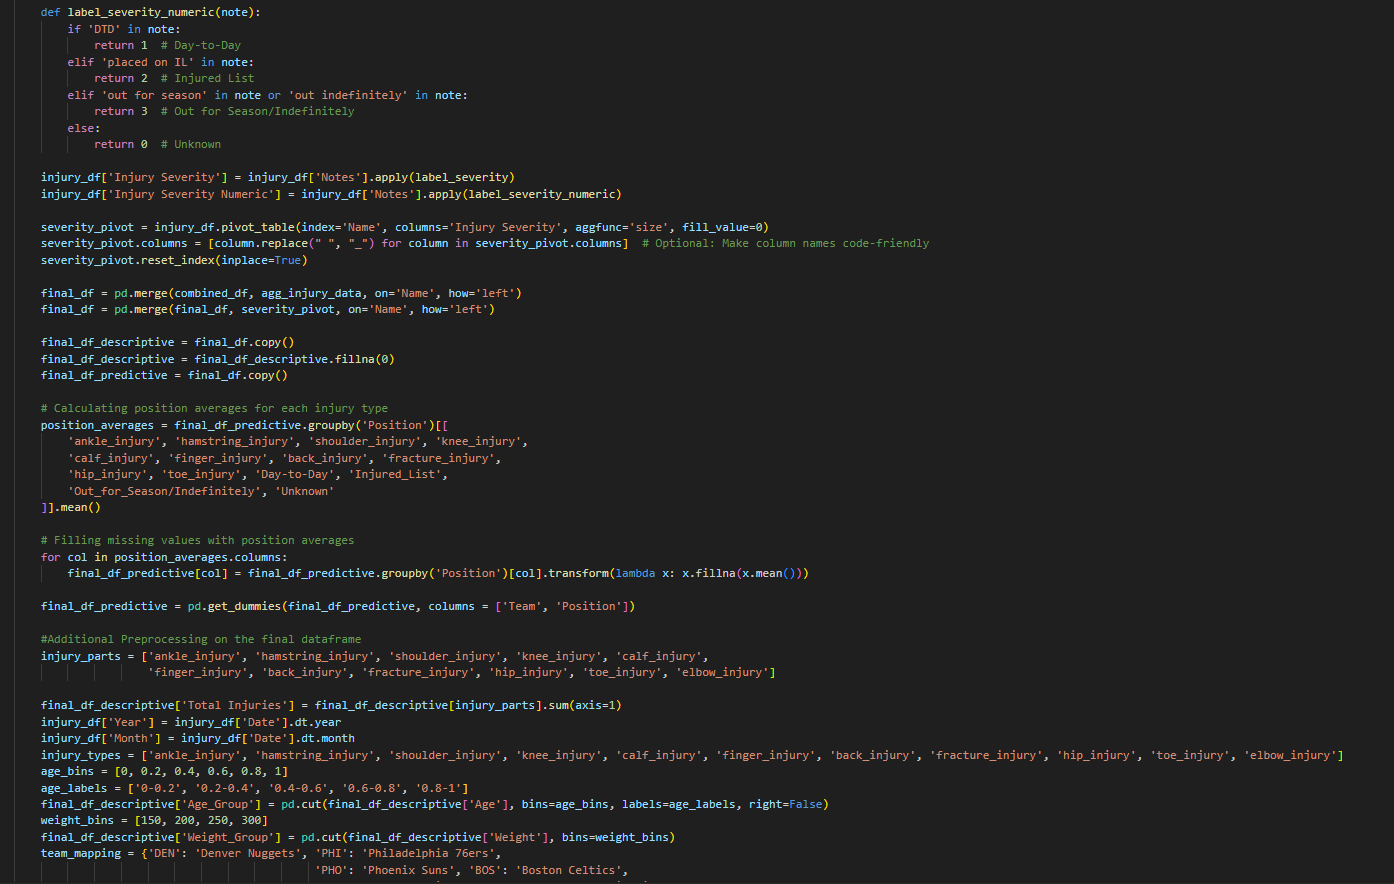 def label_severity_numeric(note):
    if 'DTD' in note:
        return 1  # Day-to-Day
    elif 'placed on IL' in note:
        return 2  # Injured List
    elif 'out for season' in note or 'out indefinitely' in note:
        return 3  # Out for Season/Indefinitely
    else:
        return 0  # Unknown
injury_df['Injury Severity'] = injury_df['Notes'].apply(label_severity)
injury_df['Injury Severity Numeric'] = injury_df['Notes'].apply(label_severity_numeric)
severity_pivot = injury_df.pivot_table(index='Name', columns='Injury Severity', aggfunc='size', fill_value=0)
severity_pivot.columns = [column.replace(" ", "_") for column in severity_pivot.columns]  # Optional: Make column names code-friendly
severity_pivot.reset_index(inplace=True)
final_df = pd.merge(combined_df, agg_injury_data, on='Name', how='left')
final_df = pd.merge(final_df, severity_pivot, on='Name', how='left')
final_df_descriptive = final_df.copy()
final_df_descriptive = final_df_descriptive.fillna(0)
final_df_predictive = final_df.copy()
# Calculating position averages for each injury type
position_averages = final_df_predictive.groupby('Position')[[
    'ankle_injury', 'hamstring_injury', 'shoulder_injury', 'knee_injury',
    'calf_injury', 'finger_injury', 'back_injury', 'fracture_injury',
    'hip_injury', 'toe_injury', 'Day-to-Day', 'Injured_List',
    'Out_for_Season/Indefinitely', 'Unknown'
]].mean()
# Filling missing values with position averages
for col in position_averages.columns:
    final_df_predictive[col] = final_df_predictive.groupby('Position')[col].transform(lambda x: x.fillna(x.mean()))
final_df_predictive = pd.get_dummies(final_df_predictive, columns = ['Team', 'Position'])
#Additional Preprocessing on the final dataframe
injury_parts = ['ankle_injury', 'hamstring_injury', 'shoulder_injury', 'knee_injury', 'calf_injury',
                'finger_injury', 'back_injury', 'fracture_injury', 'hip_injury', 'toe_injury', 'elbow_injury']
final_df_descriptive['Total Injuries'] = final_df_descriptive[injury_parts].sum(axis=1)
injury_df['Year'] = injury_df['Date'].dt.year
injury_df['Month'] = injury_df['Date'].dt.month
injury_types = ['ankle_injury', 'hamstring_injury', 'shoulder_injury', 'knee_injury', 'calf_injury', 'finger_injury', 'back_injury', 'fracture_injury', 'hip_injury', 'toe_injury', 'elbow_injury']
age_bins = [0, 0.2, 0.4, 0.6, 0.8, 1]
age_labels = ['0-0.2', '0.2-0.4', '0.4-0.6', '0.6-0.8', '0.8-1']
final_df_descriptive['Age_Group'] = pd.cut(final_df_descriptive['Age'], bins=age_bins, labels=age_labels, right=False)
weight_bins = [150, 200, 250, 300]
final_df_descriptive['Weight_Group'] = pd.cut(final_df_descriptive['Weight'], bins=weight_bins)
team_mapping = {'DEN': 'Denver Nuggets', 'PHI': 'Philadelphia 76ers',
                'PHO': 'Phoenix Suns', 'BOS': 'Boston Celtics',